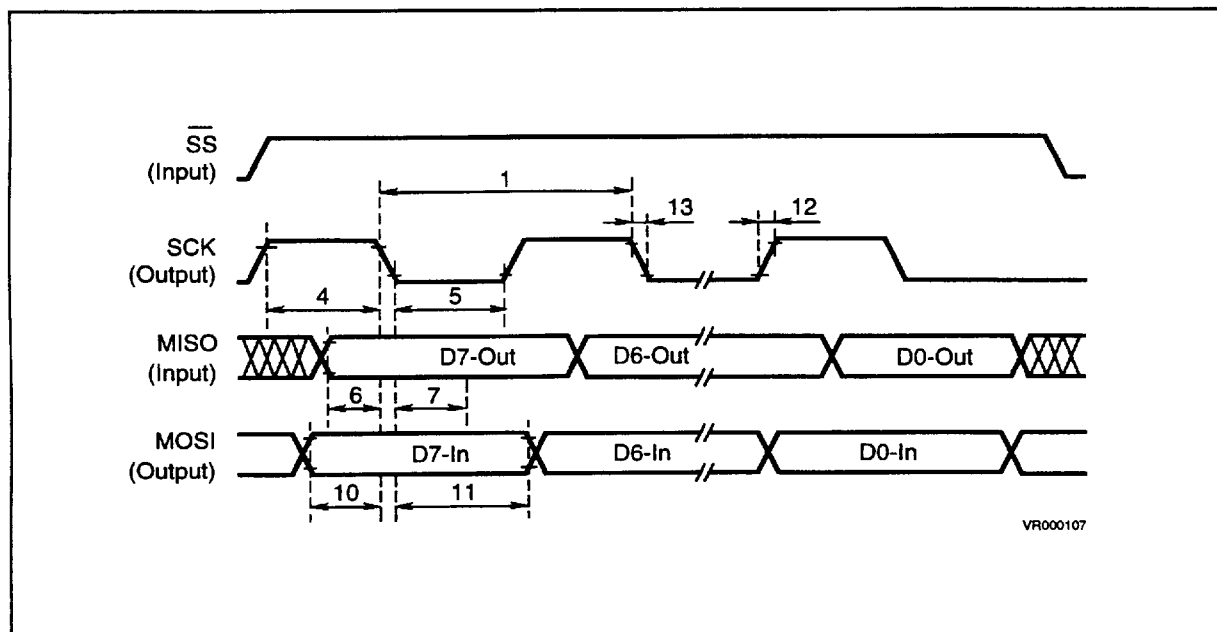 S̅S̅
(Input)
1
13
12
SCK
(Output)
4
5
MISO
(Input)
D7-Out
D6-Out
D0-Out
6
7
MOSI
(Output)
D7-In
D6-In
D0-In
10
11
VR000107